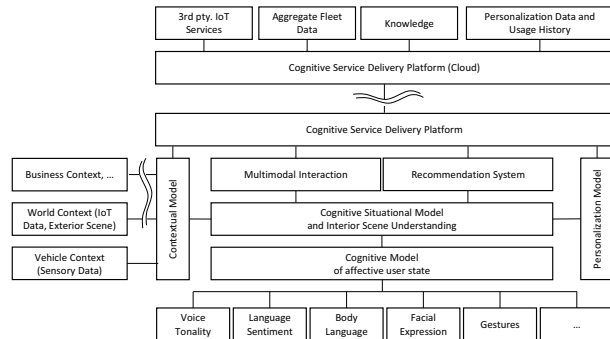 3rd pty. IoT
Services
Aggregate Fleet
Data
Knowledge
Personalization Data and
Usage History
Cognitive Service Delivery Platform (Cloud)
Cognitive Service Delivery Platform
Business Context, ...
World Context (IoT
Data, Exterior Scene)
Vehicle Context
(Sensory Data)
Contextual Model
Multimodal Interaction
Recommendation System
Cognitive Situational Model
and Interior Scene Understanding
Cognitive Model
of affective user state
Personalization Model
Voice
Tonality
Language
Sentiment
Body
Language
Facial
Expression
Gestures
...